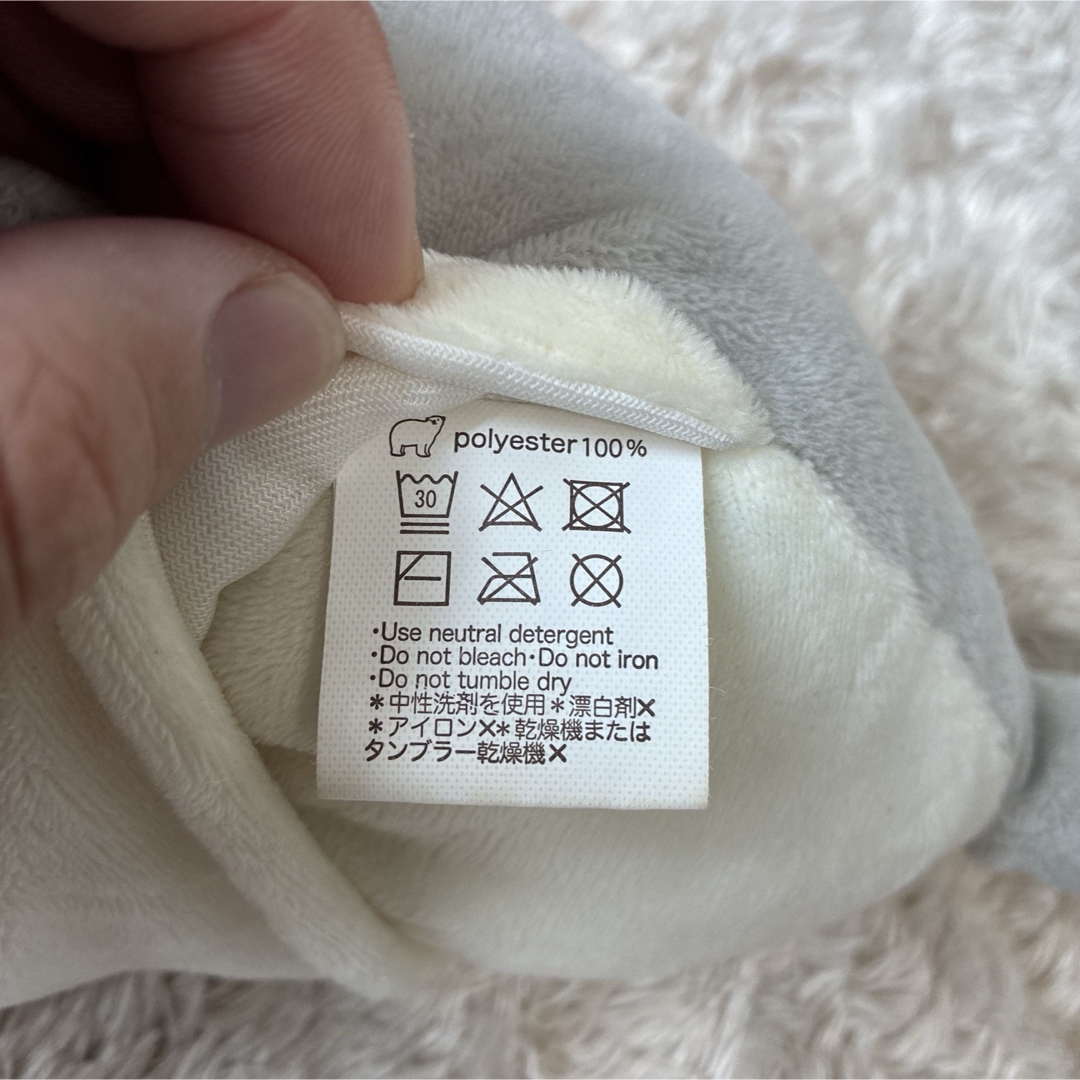 polyester100%
30
·Use neutral detergent
·Do not bleach·Do not iron
·Do not tumble dry
＊中性洗剤を使用＊漂白剤✕
＊アイロン✕＊乾燥機または
タンブラー乾燥機✕